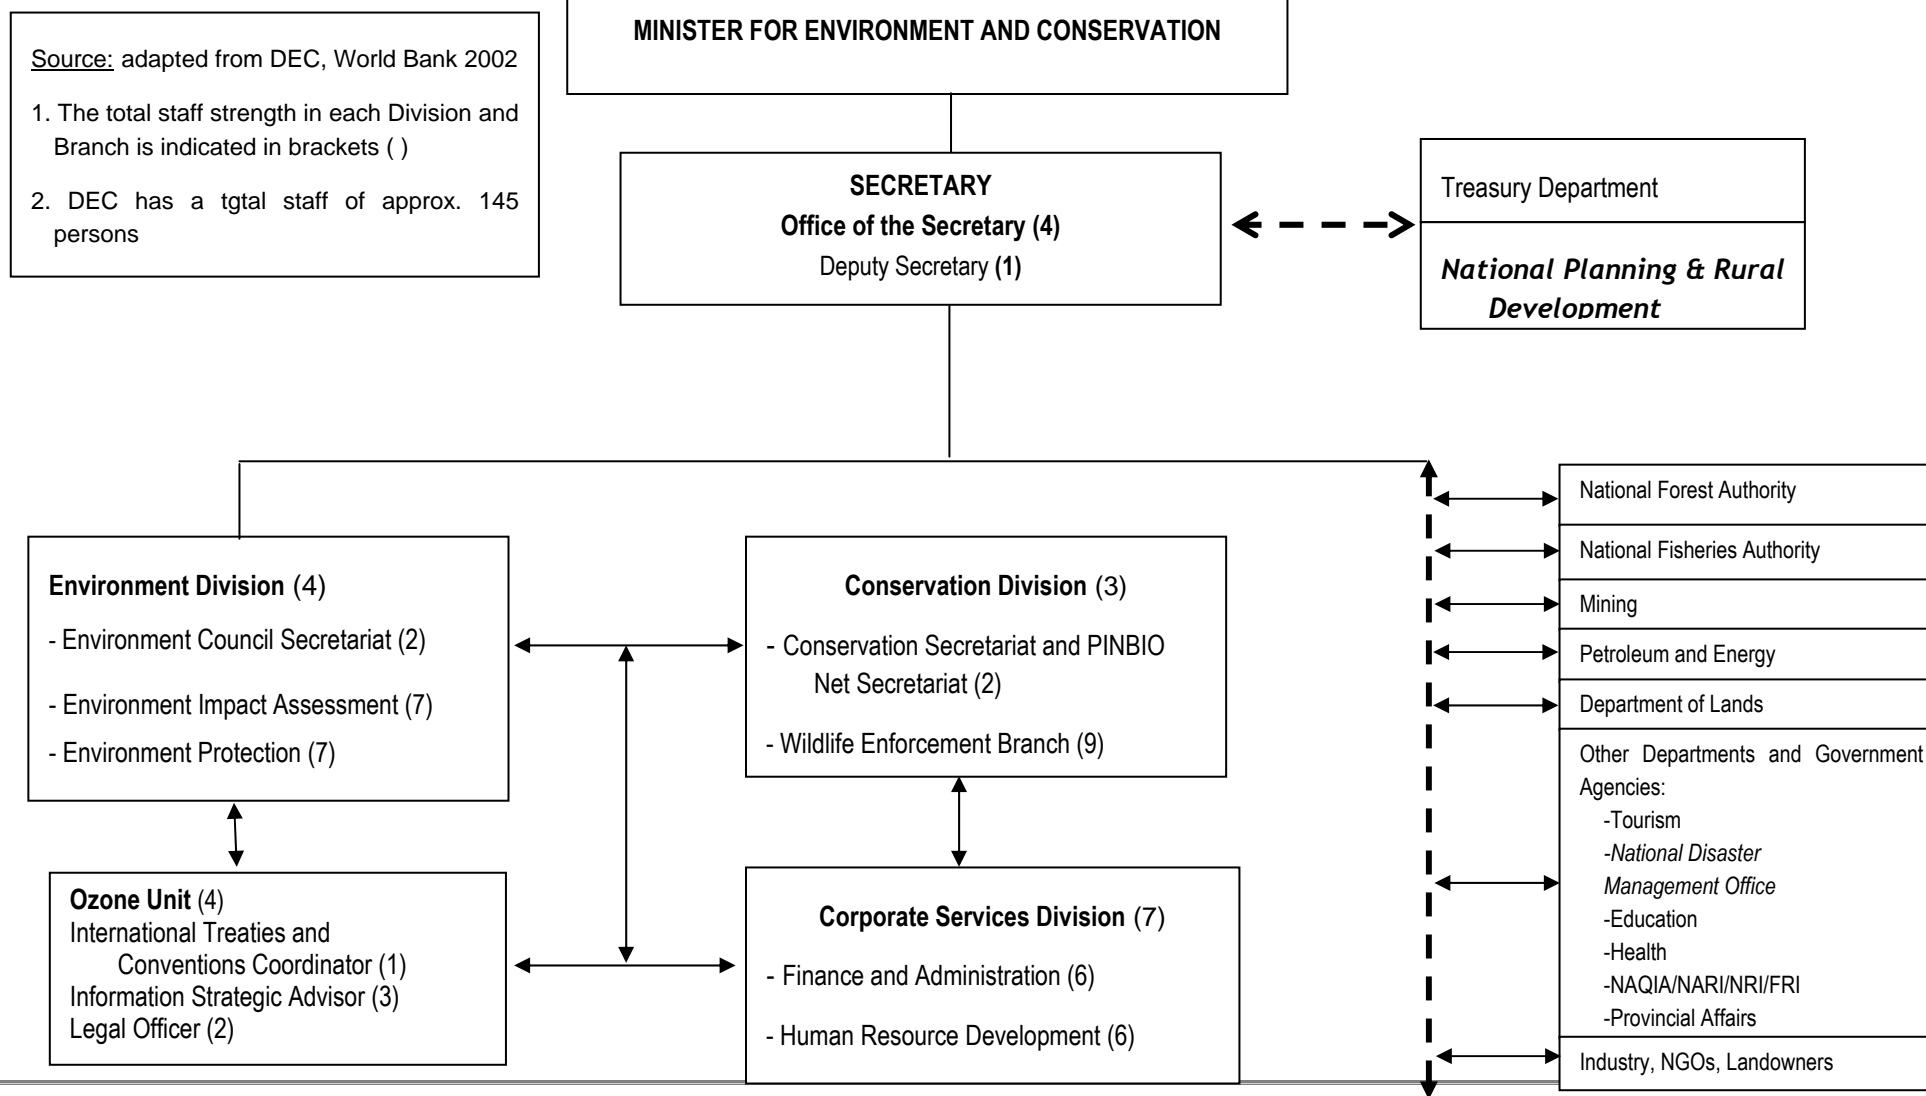 MINISTER FOR ENVIRONMENT AND CONSERVATION
Source: adapted from DEC, World Bank 2002
1. The total staff strength in each Division and
Branch is indicated in brackets ( )
2. DEC has a tgtal staff of approx. 145
persons
SECRETARY
Office of the Secretary (4)
Deputy Secretary (1)
Treasury Department
National Planning & Rural
Development
Environment Division (4)
- Environment Council Secretariat (2)
- Environment Impact Assessment (7)
- Environment Protection (7)
Conservation Division (3)
- Conservation Secretariat and PINBIO
Net Secretariat (2)
- Wildlife Enforcement Branch (9)
Ozone Unit (4)
International Treaties and
Conventions Coordinator (1)
Information Strategic Advisor (3)
Legal Officer (2)
Corporate Services Division (7)
- Finance and Administration (6)
- Human Resource Development (6)
National Forest Authority
National Fisheries Authority
Mining
Petroleum and Energy
Department of Lands
Other Departments and Government
Agencies:
-Tourism
-National Disaster
Management Office
-Education
-Health
-NAQIA/NARI/NRI/FRI
-Provincial Affairs
Industry, NGOs, Landowners